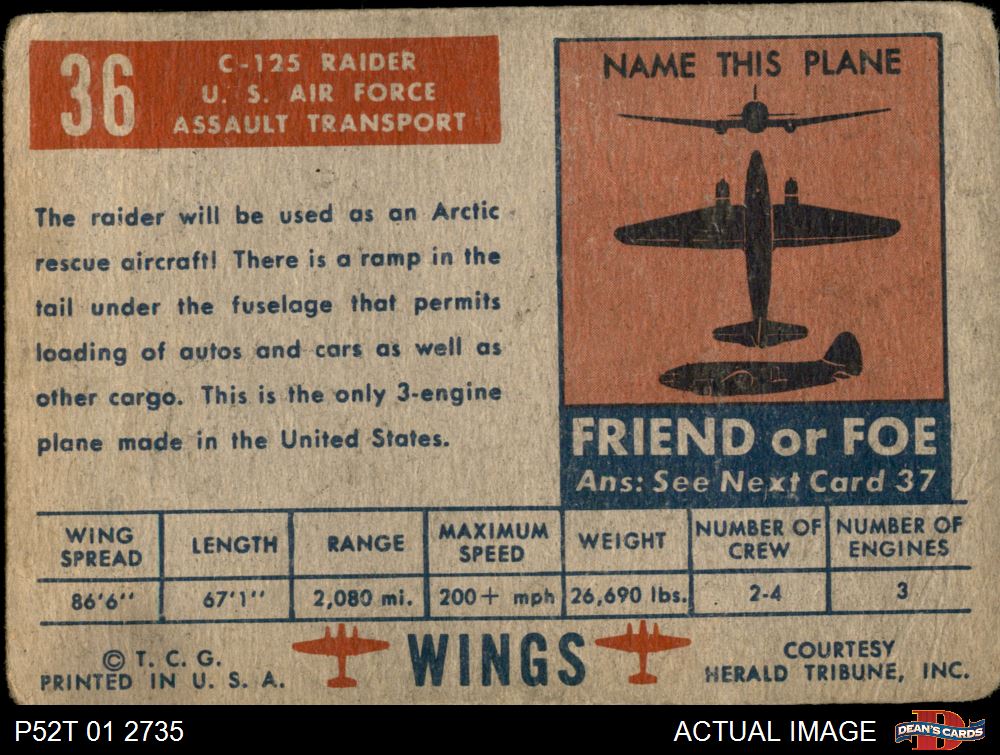 36
C-125 RAIDER
U. S. AIR FORCE
ASSAULT TRANSPORT
The raider will be used as an Arctic
rescue aircraft! There is a ramp in the
tail under the fuselage that permits
loading of autos and cars as well as
other cargo. This is the only 3-engine
plane made in the United States.
NAME THIS PLANE
FRIEND or FOE
Ans: See Next Card 37
WING SPREAD LENGTH RANGE MAXIMUM SPEED WEIGHT NUMBER OF CREW NUMBER OF ENGINES
86'6" 67'1" 2,080 mi. 200+ mph 26,690 lbs. 2-4 3
© T. C. G.
PRINTED IN U. S. A.
WINGS
COURTESY
HERALD TRIBUNE, INC.
P52T 01 2735
ACTUAL IMAGE
D
DEAN'S CARDS